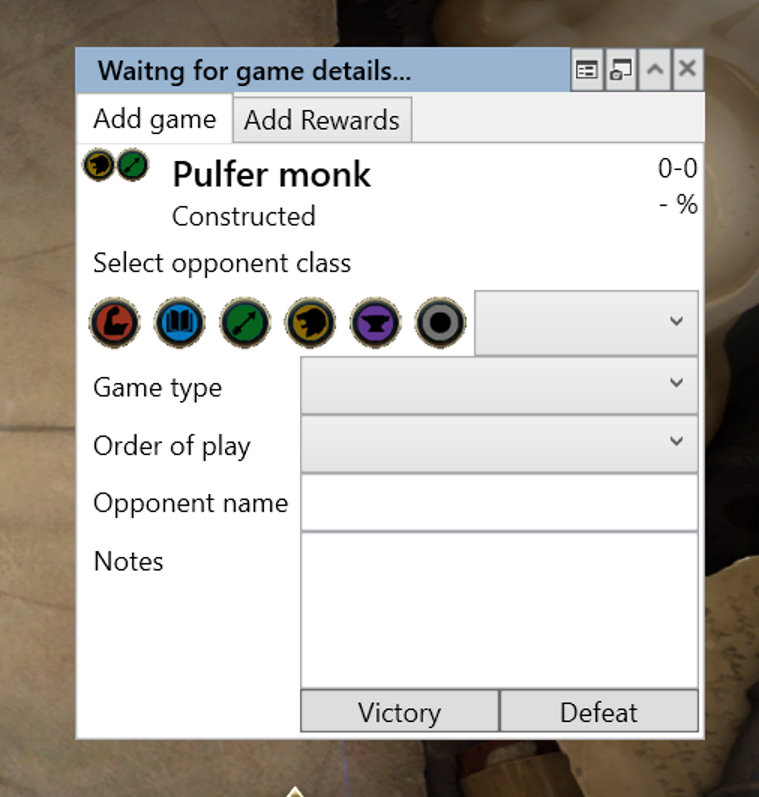 Waitng for game details...
Add game Add Rewards
Pulfer monk 0-0
Constructed - %
Select opponent class
Game type
Order of play
Opponent name
Notes
Victory Defeat